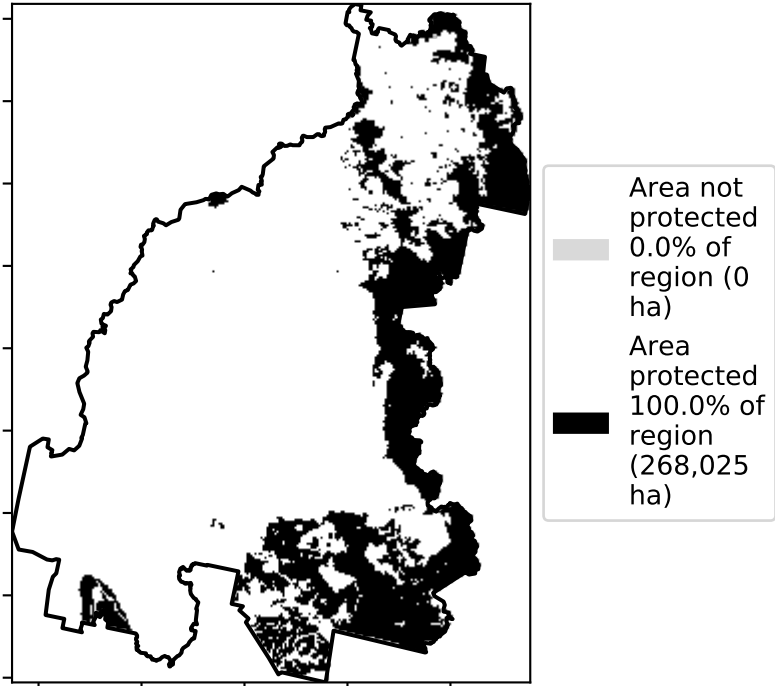 Area not
protected
0.0% of
region (0
ha)
Area
protected
100.0% of
region
(268,025
ha)